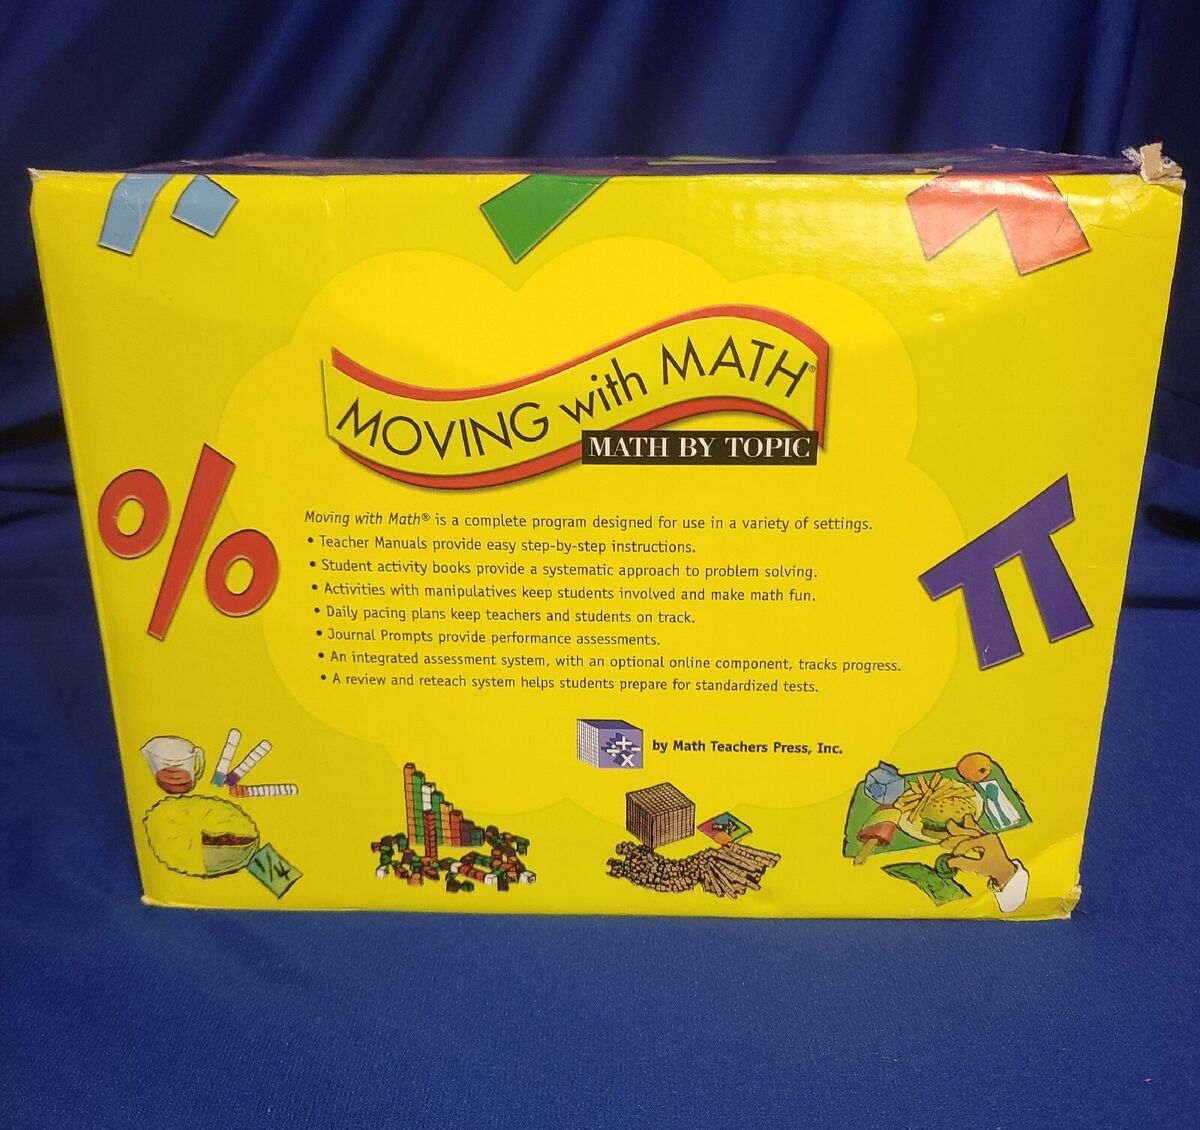 MOVING with MATH®
MATH BY TOPIC
%
π
Moving with Math® is a complete program designed for use in a variety of settings.
• Teacher Manuals provide easy step-by-step instructions.
• Student activity books provide a systematic approach to problem solving.
• Activities with manipulatives keep students involved and make math fun.
• Daily pacing plans keep teachers and students on track.
• Journal Prompts provide performance assessments.
• An integrated assessment system, with an optional online component, tracks progress.
• A review and reteach system helps students prepare for standardized tests.
+ − ÷ x
by Math Teachers Press, Inc.
1/4